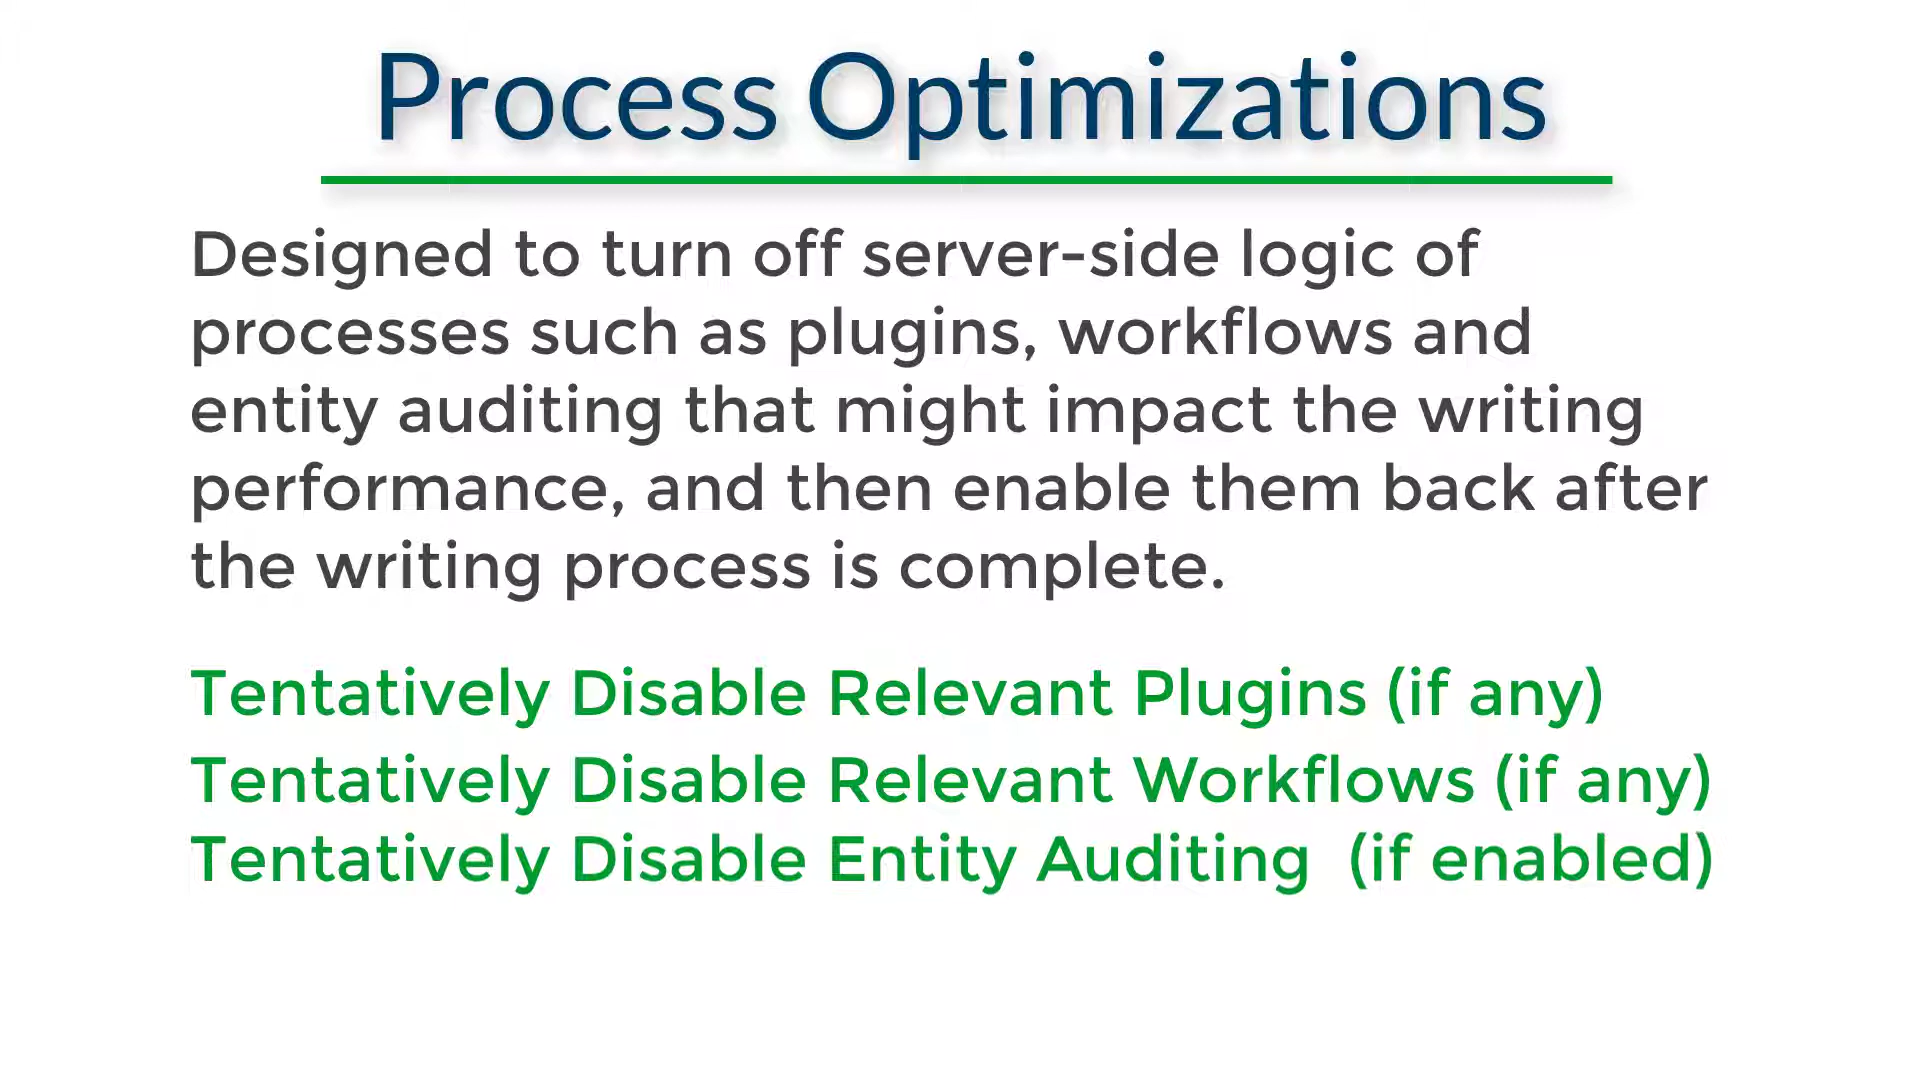 Process Optimizations
Designed to turn off server-side logic of
processes such as plugins, workflows and
entity auditing that might impact the writing
performance, and then enable them back after
the writing process is complete.
Tentatively Disable Relevant Plugins (if any)
Tentatively Disable Relevant Workflows (if any)
Tentatively Disable Entity Auditing (if enabled)